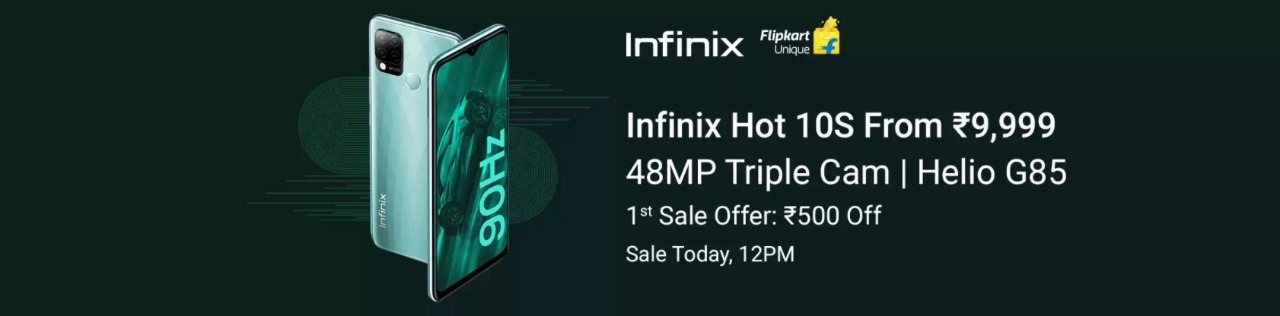 Infinix
90Hz
Infinix
Flipkart
Unique
Infinix Hot 10S From ₹9,999
48MP Triple Cam | Helio G85
1st Sale Offer: ₹500 Off
Sale Today, 12PM